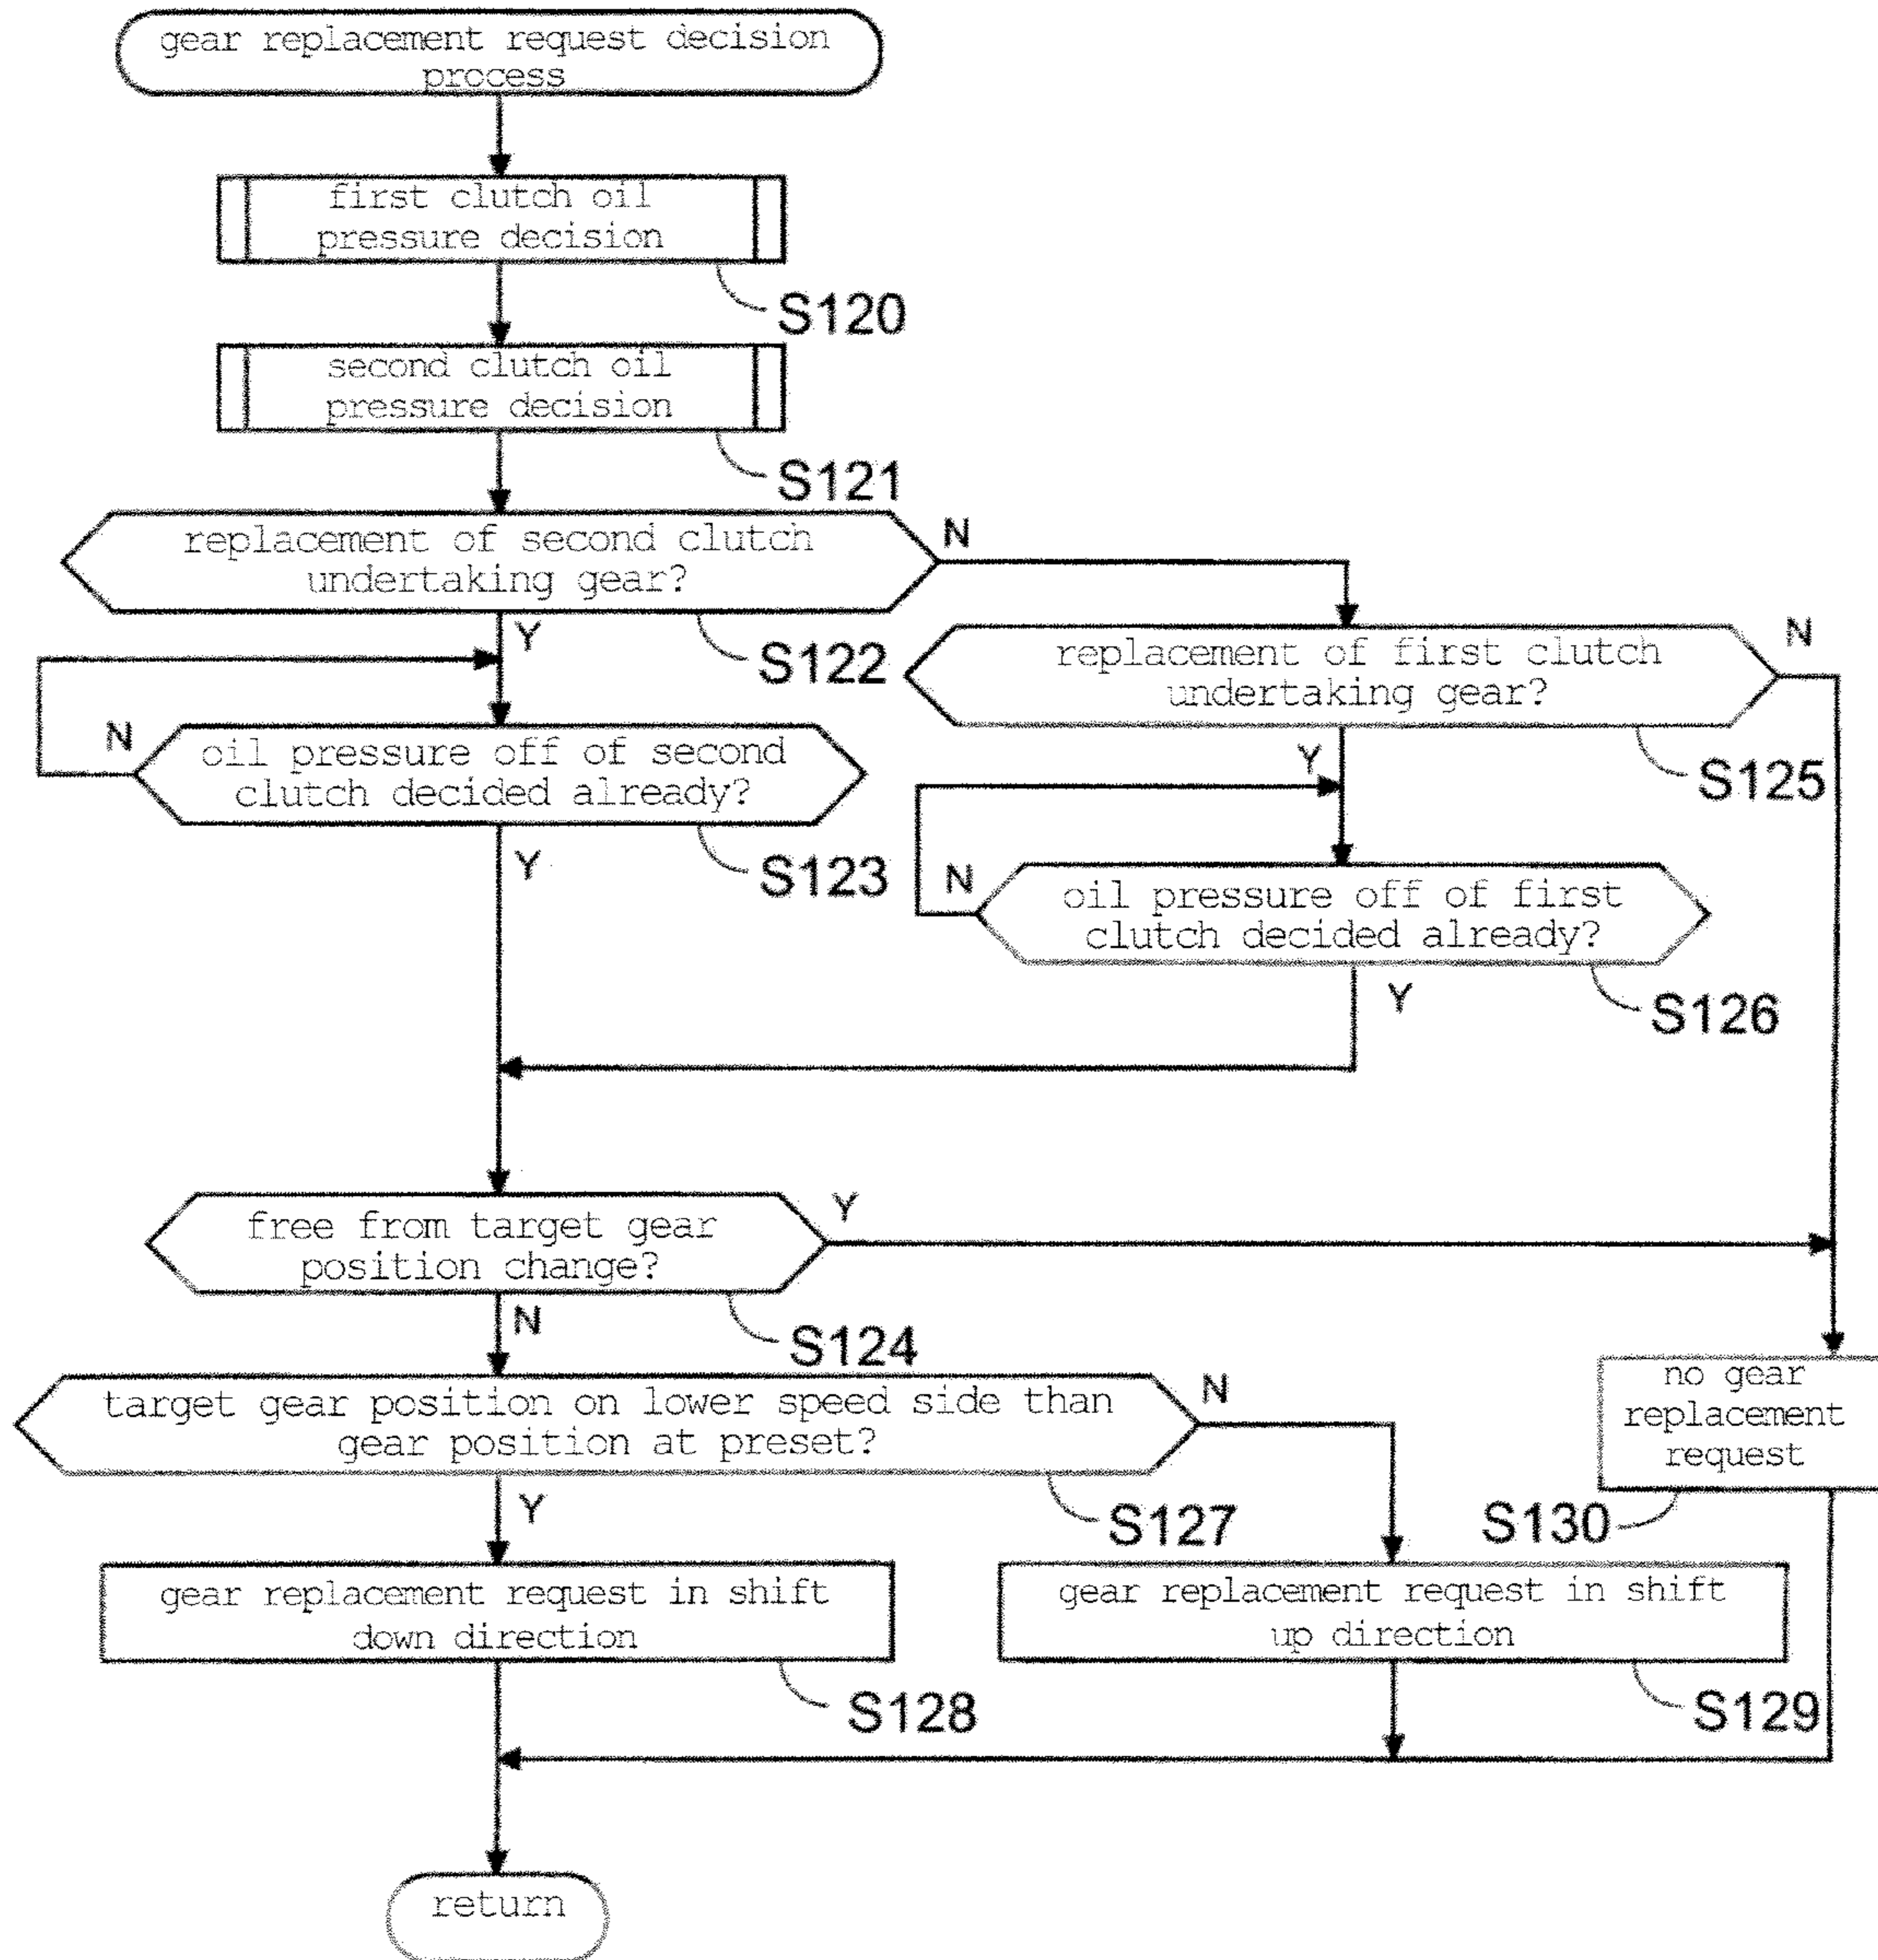 gear replacement request decision
process
first clutch oil
pressure decision
S120
second clutch oil
pressure decision
S121
replacement of second clutch
undertaking gear?
N
Y
S122
replacement of first clutch
undertaking gear?
N
Y
S125
oil pressure off of second
clutch decided already?
N
Y
S123
oil pressure off of first
clutch decided already?
N
Y
S126
free from target gear
position change?
Y
N
S124
target gear position on lower speed side than
gear position at preset?
N
Y
S127
no gear
replacement
request
S130
gear replacement request in shift
down direction
S128
gear replacement request in shift
up direction
S129
return